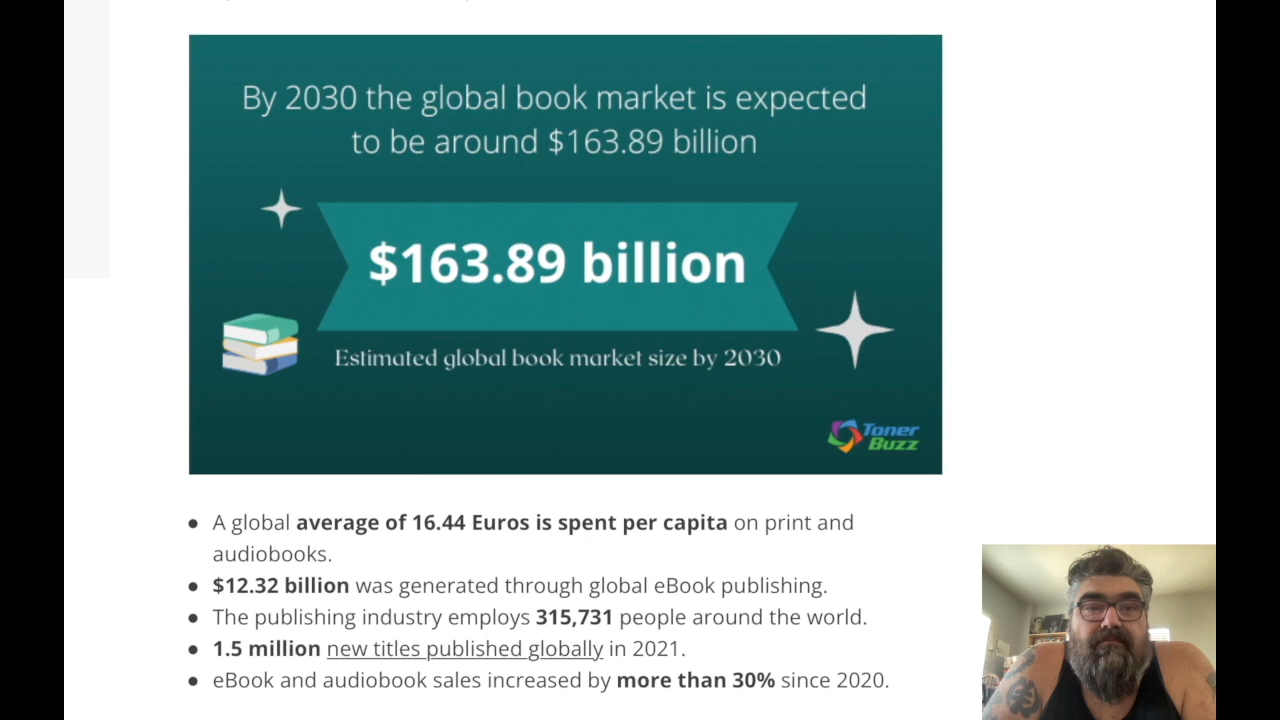 By 2030 the global book market is expected
to be around $163.89 billion
$163.89 billion
Estimated global book market size by 2030
Toner
Buzz
● A global average of 16.44 Euros is spent per capita on print and
audiobooks.
● $12.32 billion was generated through global eBook publishing.
● The publishing industry employs 315,731 people around the world.
● 1.5 million new titles published globally in 2021.
● eBook and audiobook sales increased by more than 30% since 2020.